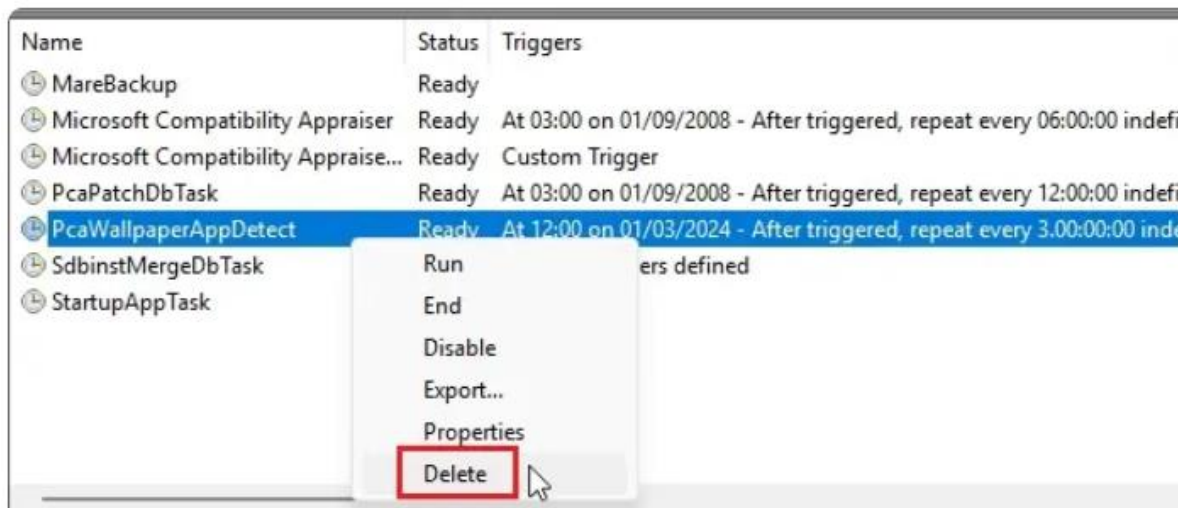 Name Status Triggers
MareBackup Ready
Microsoft Compatibility Appraiser Ready At 03:00 on 01/09/2008 - After triggered, repeat every 06:00:00 indefi
Microsoft Compatibility Appraise... Ready Custom Trigger
PcaPatchDbTask Ready At 03:00 on 01/09/2008 - After triggered, repeat every 12:00:00 indefi
PcaWallpaperAppDetect Ready At 12:00 on 01/03/2024 - After triggered, repeat every 3.00:00:00 inde
SdbinstMergeDbTask ers defined
StartupAppTask
Run
End
Disable
Export...
Properties
Delete